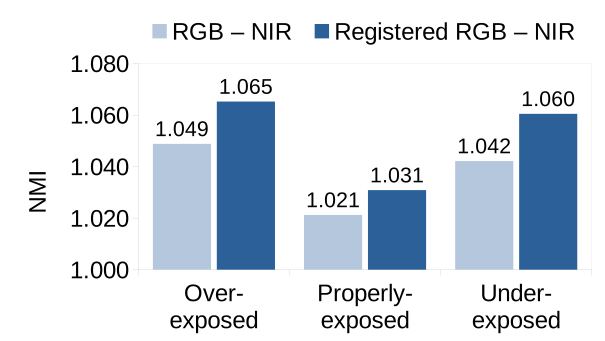 RGB – NIR Registered RGB – NIR
1.080
1.060
1.040
1.020
1.000
NMI
1.049
1.065
1.021
1.031
1.042
1.060
Over-
exposed
Properly-
exposed
Under-
exposed